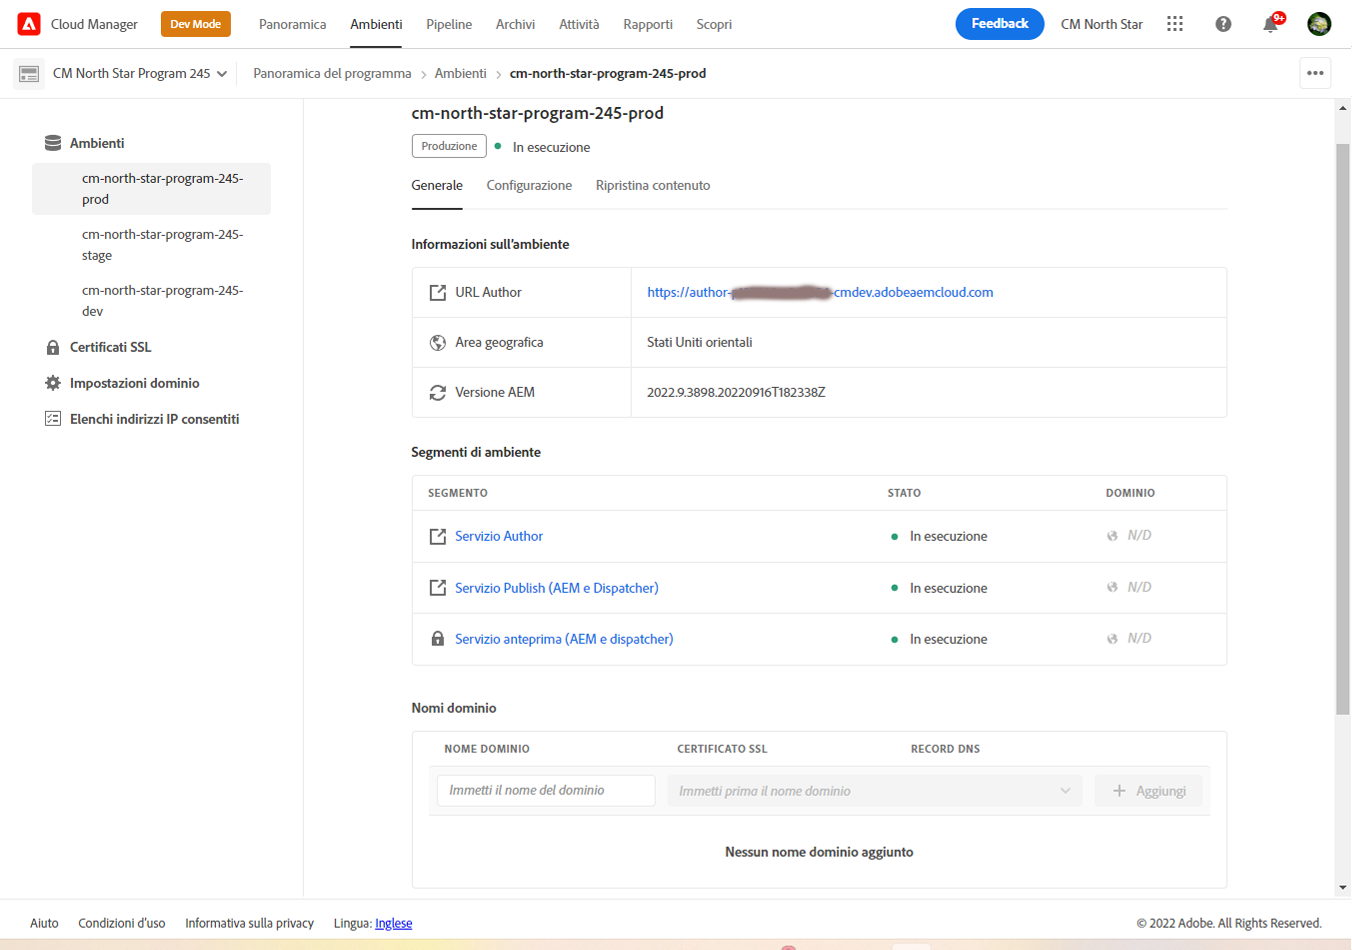 Cloud Manager Dev Mode Panoramica Ambienti Pipeline Archivi Attività Rapporti Scopri Feedback CM North Star 9+
CM North Star Program 245 Panoramica del programma Ambienti cm-north-star-program-245-prod
Ambienti
cm-north-star-program-245-
prod
cm-north-star-program-245-
stage
cm-north-star-program-245-
dev
Certificati SSL
Impostazioni dominio
Elenchi indirizzi IP consentiti
cm-north-star-program-245-prod
Produzione In esecuzione
Generale Configurazione Ripristina contenuto
Informazioni sull'ambiente
URL Author https://author- -cmdev.adobeaemcloud.com
Area geografica Stati Uniti orientali
Versione AEM 2022.9.3898.20220916T182338Z
Segmenti di ambiente
SEGMENTO STATO DOMINIO
Servizio Author In esecuzione N/D
Servizio Publish (AEM e Dispatcher) In esecuzione N/D
Servizio anteprima (AEM e dispatcher) In esecuzione N/D
Nomi dominio
NOME DOMINIO CERTIFICATO SSL RECORD DNS
Immetti il nome del dominio Immetti prima il nome dominio Aggiungi
Nessun nome dominio aggiunto
Aiuto Condizioni d'uso Informativa sulla privacy Lingua: Inglese © 2022 Adobe. All Rights Reserved.